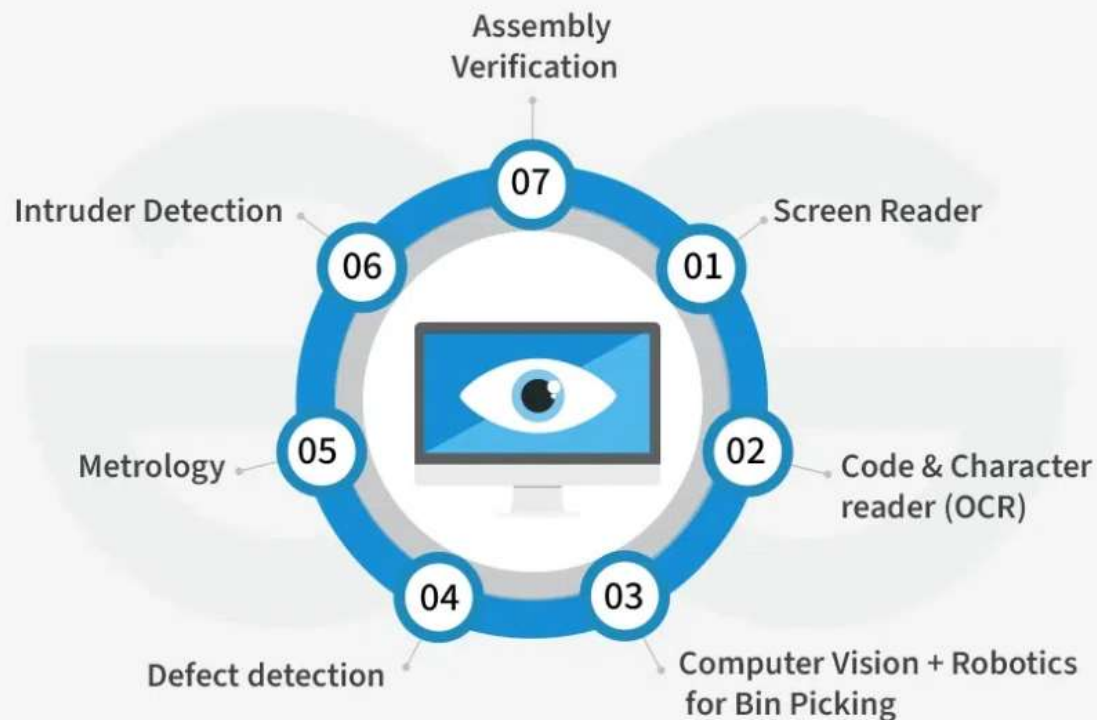 Assembly
Verification
07
Intruder Detection
Screen Reader
06
01
Metrology
05
02
Code & Character
reader (OCR)
04
03
Defect detection
Computer Vision + Robotics
for Bin Picking